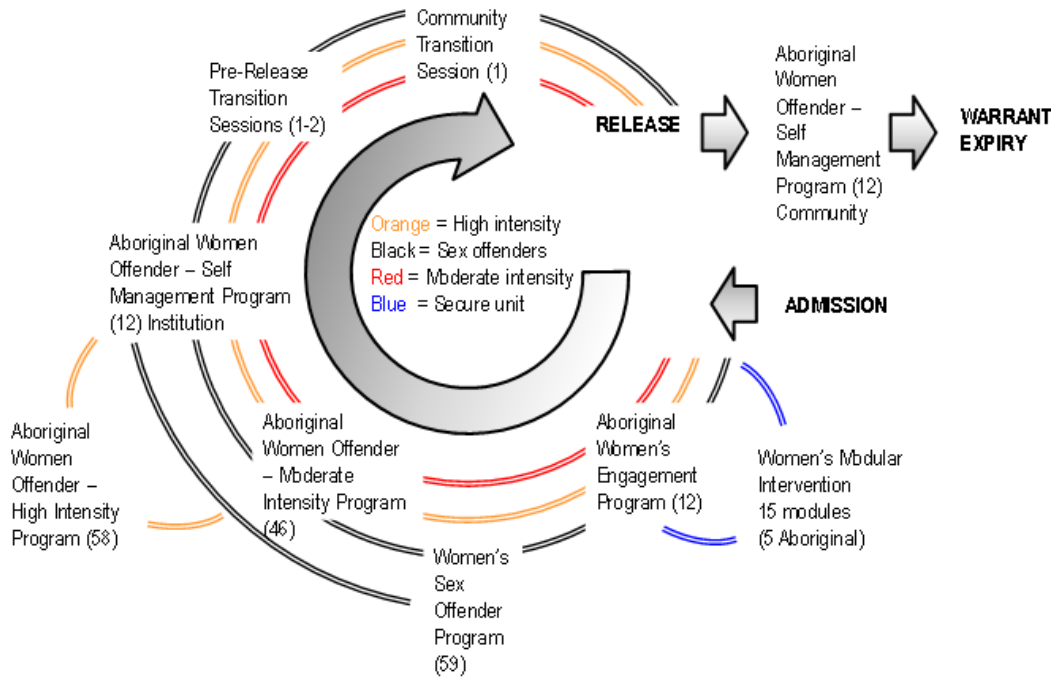 Community
Transition
Session (1)
Pre-Release
Transition
Sessions (1-2)
RELEASE
Aboriginal
Women
Offender –
Self
Management
Program (12)
Community
WARRANT
EXPIRY
Orange = High intensity
Black = Sex offenders
Red = Moderate intensity
Blue = Secure unit
Aboriginal Women
Offender – Self
Management Program
(12) Institution
ADMISSION
Aboriginal
Women
Offender –
High Intensity
Program (58)
Aboriginal
Women Offender
– Moderate
Intensity Program
(46)
Aboriginal
Women's
Engagement
Program (12)
Women's Modular
Intervention
15 modules
(5 Aboriginal)
Women's
Sex
Offender
Program
(59)